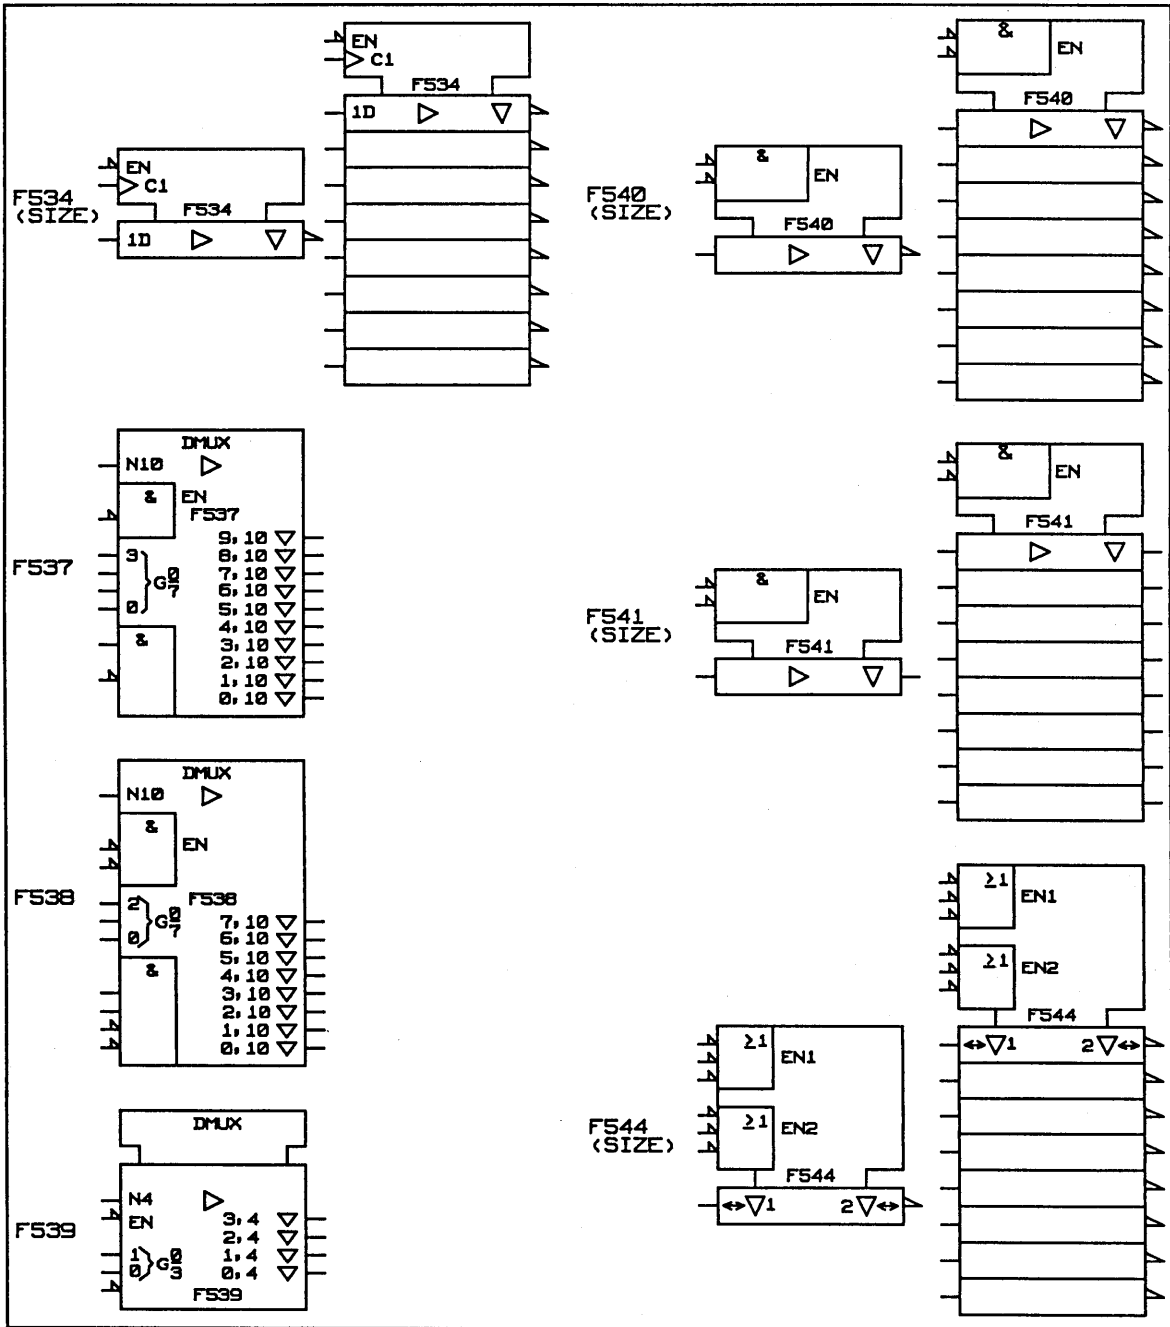 F534
(SIZE)
EN
C1
F534
1D
EN
C1
F534
1D
F537
DMUX
N10
&
EN
F537
9,10
3
8,10
G0/7
7,10
6,10
0
5,10
&
4,10
3,10
2,10
1,10
0,10
F538
DMUX
N10
&
EN
F538
2
7,10
G0/7
0
6,10
&
5,10
4,10
3,10
2,10
1,10
0,10
F539
DMUX
N4
EN
3,4
2,4
1
G0/3
1,4
0
0,4
F539
F540
(SIZE)
&
EN
F540
&
EN
F540
F541
(SIZE)
&
EN
F541
&
EN
F541
F544
(SIZE)
≥1
EN1
≥1
EN2
F544
1
2
≥1
EN1
≥1
EN2
F544
1
2